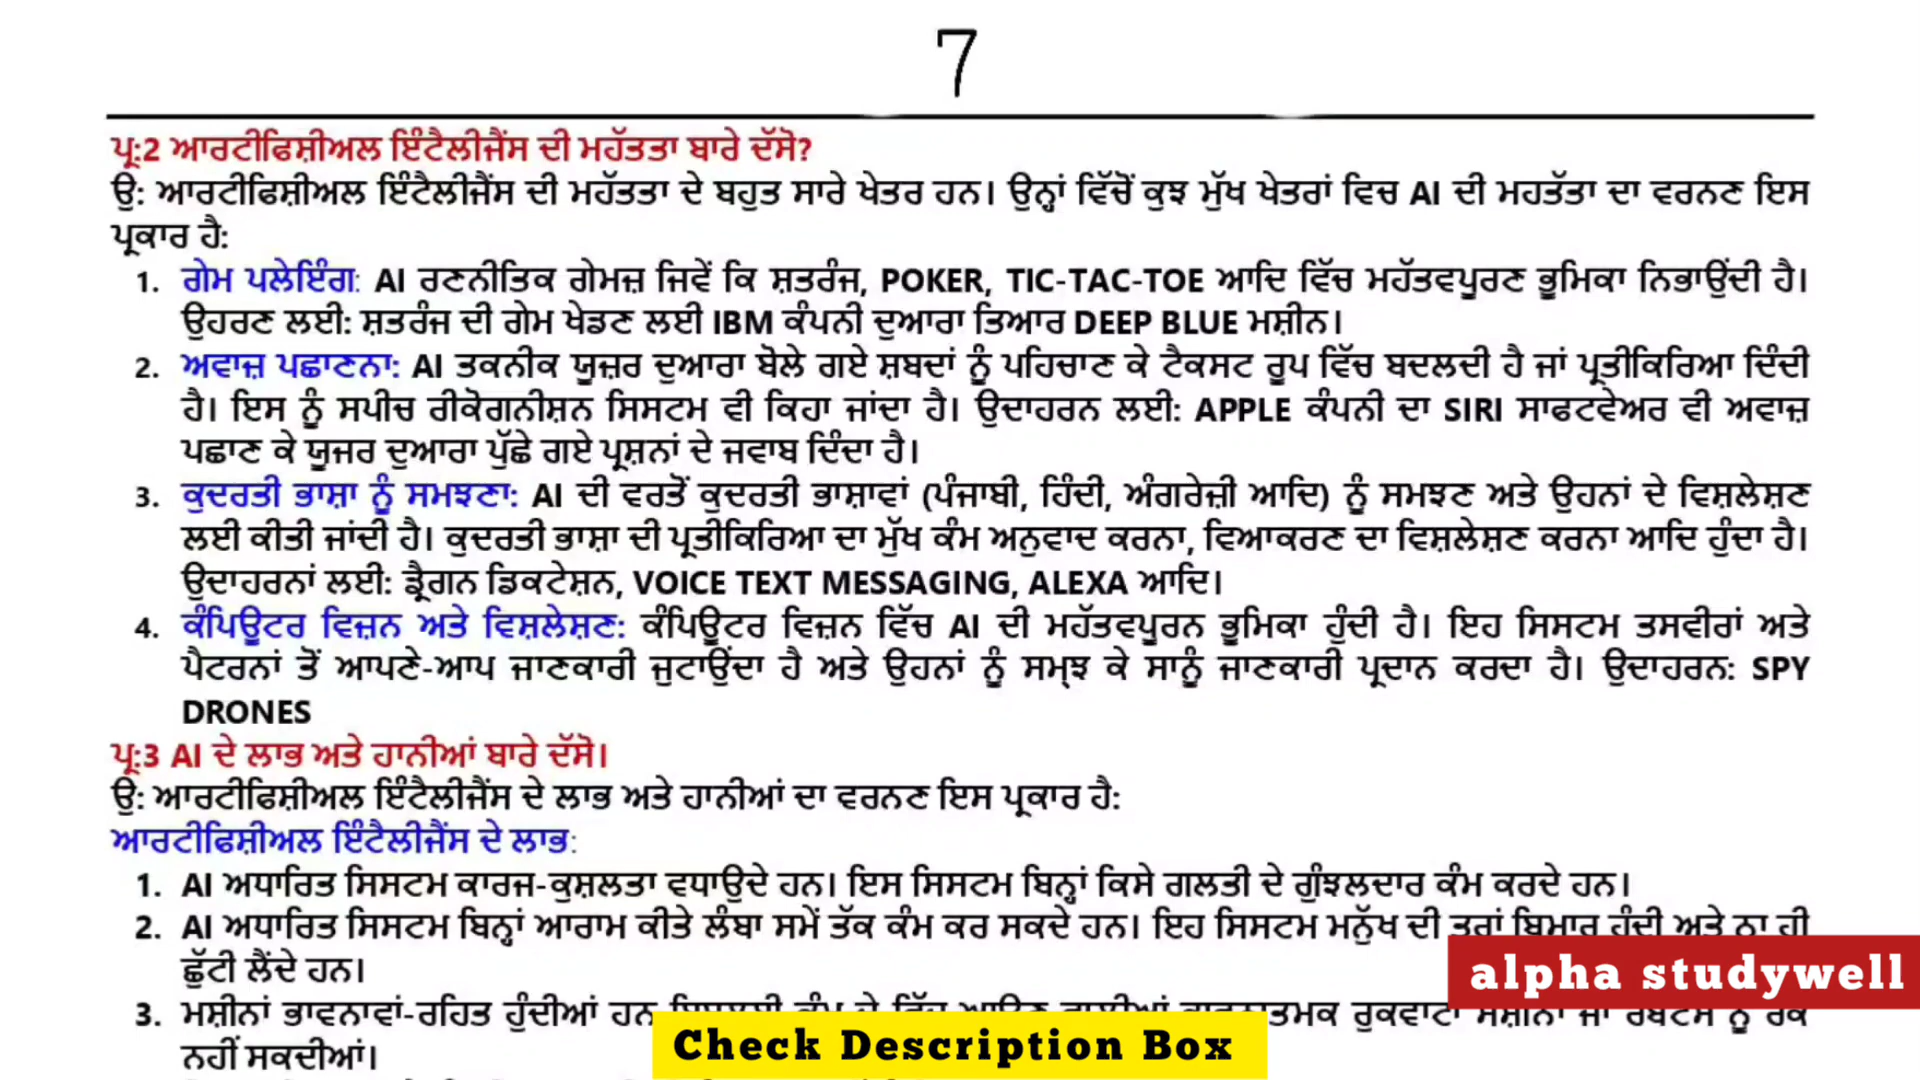 7
ਪ੍ਰ:2 ਆਰਟੀਫਿਸ਼ੀਅਲ ਇੰਟੈਲੀਜੈਂਸ ਦੀ ਮਹੱਤਤਾ ਬਾਰੇ ਦੱਸੋ?
ਉ: ਆਰਟੀਫਿਸ਼ੀਅਲ ਇੰਟੈਲੀਜੈਂਸ ਦੀ ਮਹੱਤਤਾ ਦੇ ਬਹੁਤ ਸਾਰੇ ਖੇਤਰ ਹਨ। ਉਨ੍ਹਾਂ ਵਿੱਚੋਂ ਕੁਝ ਮੁੱਖ ਖੇਤਰਾਂ ਵਿਚ AI ਦੀ ਮਹਤੱਤਾ ਦਾ ਵਰਨਣ ਇਸ
ਪ੍ਰਕਾਰ ਹੈ:
1. ਗੇਮ ਪਲੇਇੰਗ: AI ਰਣਨੀਤਿਕ ਗੇਮਜ਼ ਜਿਵੇਂ ਕਿ ਸ਼ਤਰੰਜ, POKER, TIC-TAC-TOE ਆਦਿ ਵਿੱਚ ਮਹੱਤਵਪੂਰਣ ਭੂਮਿਕਾ ਨਿਭਾਉਂਦੀ ਹੈ।
ਉਹਰਣ ਲਈ: ਸ਼ਤਰੰਜ ਦੀ ਗੇਮ ਖੇਡਣ ਲਈ IBM ਕੰਪਨੀ ਦੁਆਰਾ ਤਿਆਰ DEEP BLUE ਮਸ਼ੀਨ।
2. ਅਵਾਜ਼ ਪਛਾਣਨਾ: AI ਤਕਨੀਕ ਯੂਜ਼ਰ ਦੁਆਰਾ ਬੋਲੇ ਗਏ ਸ਼ਬਦਾਂ ਨੂੰ ਪਹਿਚਾਣ ਕੇ ਟੈਕਸਟ ਰੂਪ ਵਿੱਚ ਬਦਲਦੀ ਹੈ ਜਾਂ ਪ੍ਰਤੀਕਿਰਿਆ ਦਿੰਦੀ
ਹੈ। ਇਸ ਨੂੰ ਸਪੀਚ ਰੀਕੋਗਨੀਸ਼ਨ ਸਿਸਟਮ ਵੀ ਕਿਹਾ ਜਾਂਦਾ ਹੈ। ਉਦਾਹਰਨ ਲਈ: APPLE ਕੰਪਨੀ ਦਾ SIRI ਸਾਫਟਵੇਅਰ ਵੀ ਅਵਾਜ਼
ਪਛਾਣ ਕੇ ਯੂਜਰ ਦੁਆਰਾ ਪੁੱਛੇ ਗਏ ਪ੍ਰਸ਼ਨਾਂ ਦੇ ਜਵਾਬ ਦਿੰਦਾ ਹੈ।
3. ਕੁਦਰਤੀ ਭਾਸ਼ਾ ਨੂੰ ਸਮਝਣਾ: AI ਦੀ ਵਰਤੋਂ ਕੁਦਰਤੀ ਭਾਸ਼ਾਵਾਂ (ਪੰਜਾਬੀ, ਹਿੰਦੀ, ਅੰਗਰੇਜ਼ੀ ਆਦਿ) ਨੂੰ ਸਮਝਣ ਅਤੇ ਉਹਨਾਂ ਦੇ ਵਿਸ਼ਲੇਸ਼ਣ
ਲਈ ਕੀਤੀ ਜਾਂਦੀ ਹੈ। ਕੁਦਰਤੀ ਭਾਸ਼ਾ ਦੀ ਪ੍ਰਤੀਕਿਰਿਆ ਦਾ ਮੁੱਖ ਕੰਮ ਅਨੁਵਾਦ ਕਰਨਾ, ਵਿਆਕਰਣ ਦਾ ਵਿਸ਼ਲੇਸ਼ਣ ਕਰਨਾ ਆਦਿ ਹੁੰਦਾ ਹੈ।
ਉਦਾਹਰਨਾਂ ਲਈ: ਡ੍ਰੈਗਨ ਡਿਕਟੇਸ਼ਨ, VOICE TEXT MESSAGING, ALEXA ਆਦਿ।
4. ਕੰਪਿਊਟਰ ਵਿਜ਼ਨ ਅਤੇ ਵਿਸ਼ਲੇਸ਼ਣ: ਕੰਪਿਊਟਰ ਵਿਜ਼ਨ ਵਿੱਚ AI ਦੀ ਮਹੱਤਵਪੂਰਨ ਭੂਮਿਕਾ ਹੁੰਦੀ ਹੈ। ਇਹ ਸਿਸਟਮ ਤਸਵੀਰਾਂ ਅਤੇ
ਪੈਟਰਨਾਂ ਤੋਂ ਆਪਣੇ-ਆਪ ਜਾਣਕਾਰੀ ਜੁਟਾਉਂਦਾ ਹੈ ਅਤੇ ਉਹਨਾਂ ਨੂੰ ਸਮ੍ਝ ਕੇ ਸਾਨੂੰ ਜਾਣਕਾਰੀ ਪ੍ਰਦਾਨ ਕਰਦਾ ਹੈ। ਉਦਾਹਰਨ: SPY
DRONES
ਪ੍ਰ:3 AI ਦੇ ਲਾਭ ਅਤੇ ਹਾਨੀਆਂ ਬਾਰੇ ਦੱਸੋ।
ਉ: ਆਰਟੀਫਿਸ਼ੀਅਲ ਇੰਟੈਲੀਜੈਂਸ ਦੇ ਲਾਭ ਅਤੇ ਹਾਨੀਆਂ ਦਾ ਵਰਨਣ ਇਸ ਪ੍ਰਕਾਰ ਹੈ:
ਆਰਟੀਫਿਸ਼ੀਅਲ ਇੰਟੈਲੀਜੈਂਸ ਦੇ ਲਾਭ:
1. AI ਅਧਾਰਿਤ ਸਿਸਟਮ ਕਾਰਜ-ਕੁਸ਼ਲਤਾ ਵਧਾਉਦੇ ਹਨ। ਇਸ ਸਿਸਟਮ ਬਿਨ੍ਹਾਂ ਕਿਸੇ ਗਲਤੀ ਦੇ ਗੁੰਝਲਦਾਰ ਕੰਮ ਕਰਦੇ ਹਨ।
2. AI ਅਧਾਰਿਤ ਸਿਸਟਮ ਬਿਨ੍ਹਾਂ ਆਰਾਮ ਕੀਤੇ ਲੰਬਾ ਸਮੇਂ ਤੱਕ ਕੰਮ ਕਰ ਸਕਦੇ ਹਨ। ਇਹ ਸਿਸਟਮ ਮਨੁੱਖ ਦੀ ਤਰਾਂ ਬਿਮਾਰ ਹੁੰਦੀ ਅਤੇ ਨਾ ਹੀ
ਛੁੱਟੀ ਲੈਂਦੇ ਹਨ।
alpha studywell
3. ਮਸ਼ੀਨਾਂ ਭਾਵਨਾਵਾਂ-ਰਹਿਤ ਹੁੰਦੀਆਂ ਹਨ
ਨਹੀਂ ਸਕਦੀਆਂ।
Check Description Box